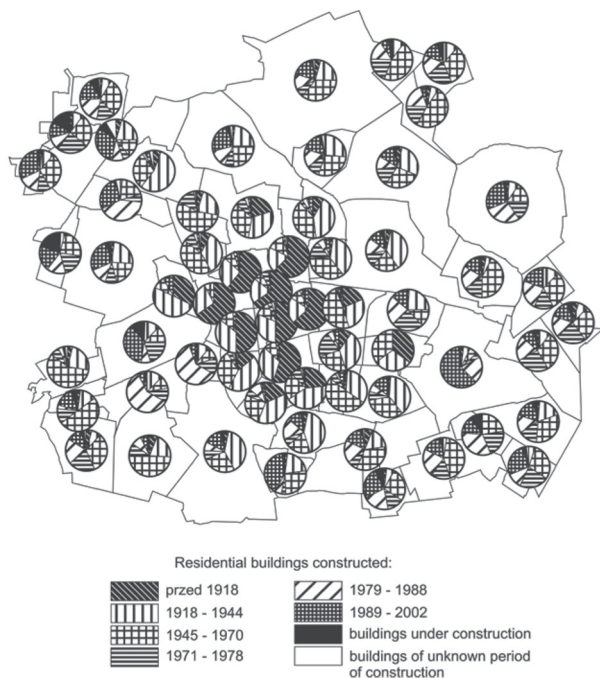 Residential buildings constructed:
przed 1918
1918 - 1944
1945 - 1970
1971 - 1978
1979 - 1988
1989 - 2002
buildings under construction
buildings of unknown period
of construction